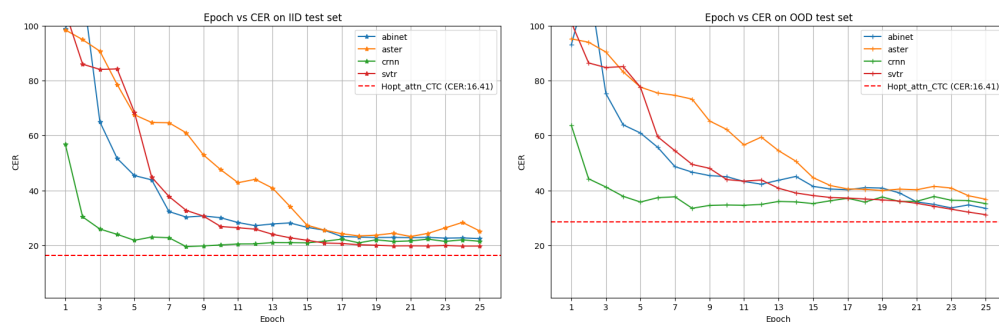 Epoch vs CER on IID test set
100
80
60
40
20
CER
1 3 5 7 9 11 13 15 17 19 21 23 25
Epoch
abinet
aster
crnn
svtr
Hopt_attn_CTC (CER:16.41)
Epoch vs CER on OOD test set
100
80
60
40
20
CER
1 3 5 7 9 11 13 15 17 19 21 23 25
Epoch
abinet
aster
crnn
svtr
Hopt_attn_CTC (CER:16.41)